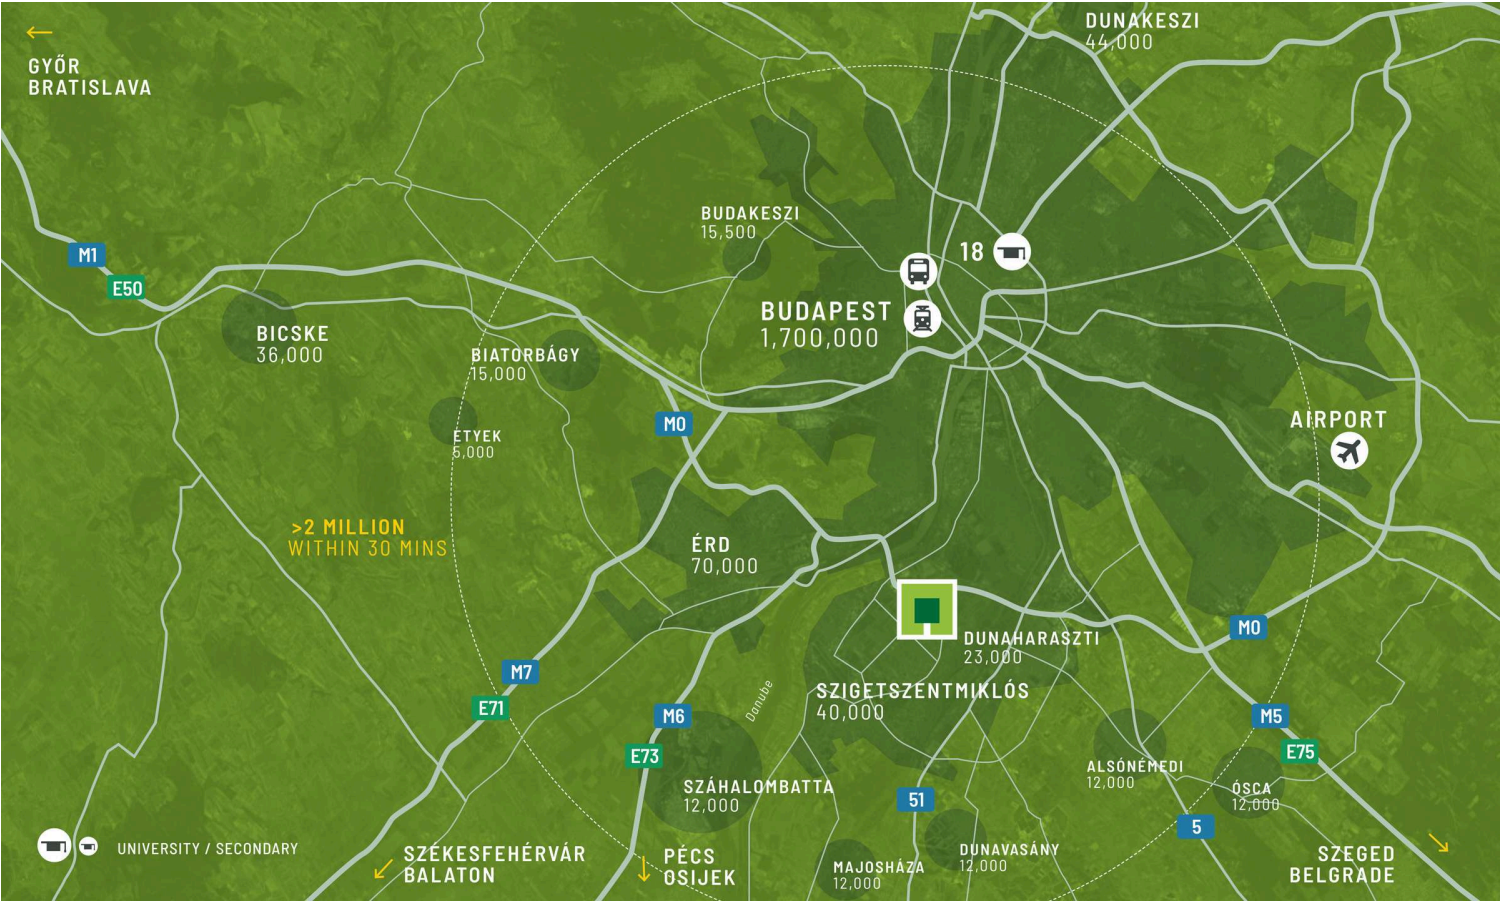 ←
GYŐR
BRATISLAVA
DUNAKESZI
44,000
BUDAKESZI
15,500
18
M1
E50
BUDAPEST
1,700,000
BICSKE
36,000
BIATORBÁGY
15,000
M0
AIRPORT
ETYEK
5,000
>2 MILLION
WITHIN 30 MINS
ÉRD
70,000
DUNAHARASZTI
23,000
M0
M7
E71
SZIGETSZENTMIKLÓS
40,000
Danube
M6
E73
M5
E75
ALSÓNÉMEDI
12,000
SZÁHALOMBATTA
12,000
ÓSCA
12,000
51
5
UNIVERSITY / SECONDARY
SZÉKESFEHÉRVÁR
BALATON
PÉCS
OSIJEK
MAJOSHÁZA
12,000
DUNAVASÁNY
12,000
SZEGED
BELGRADE